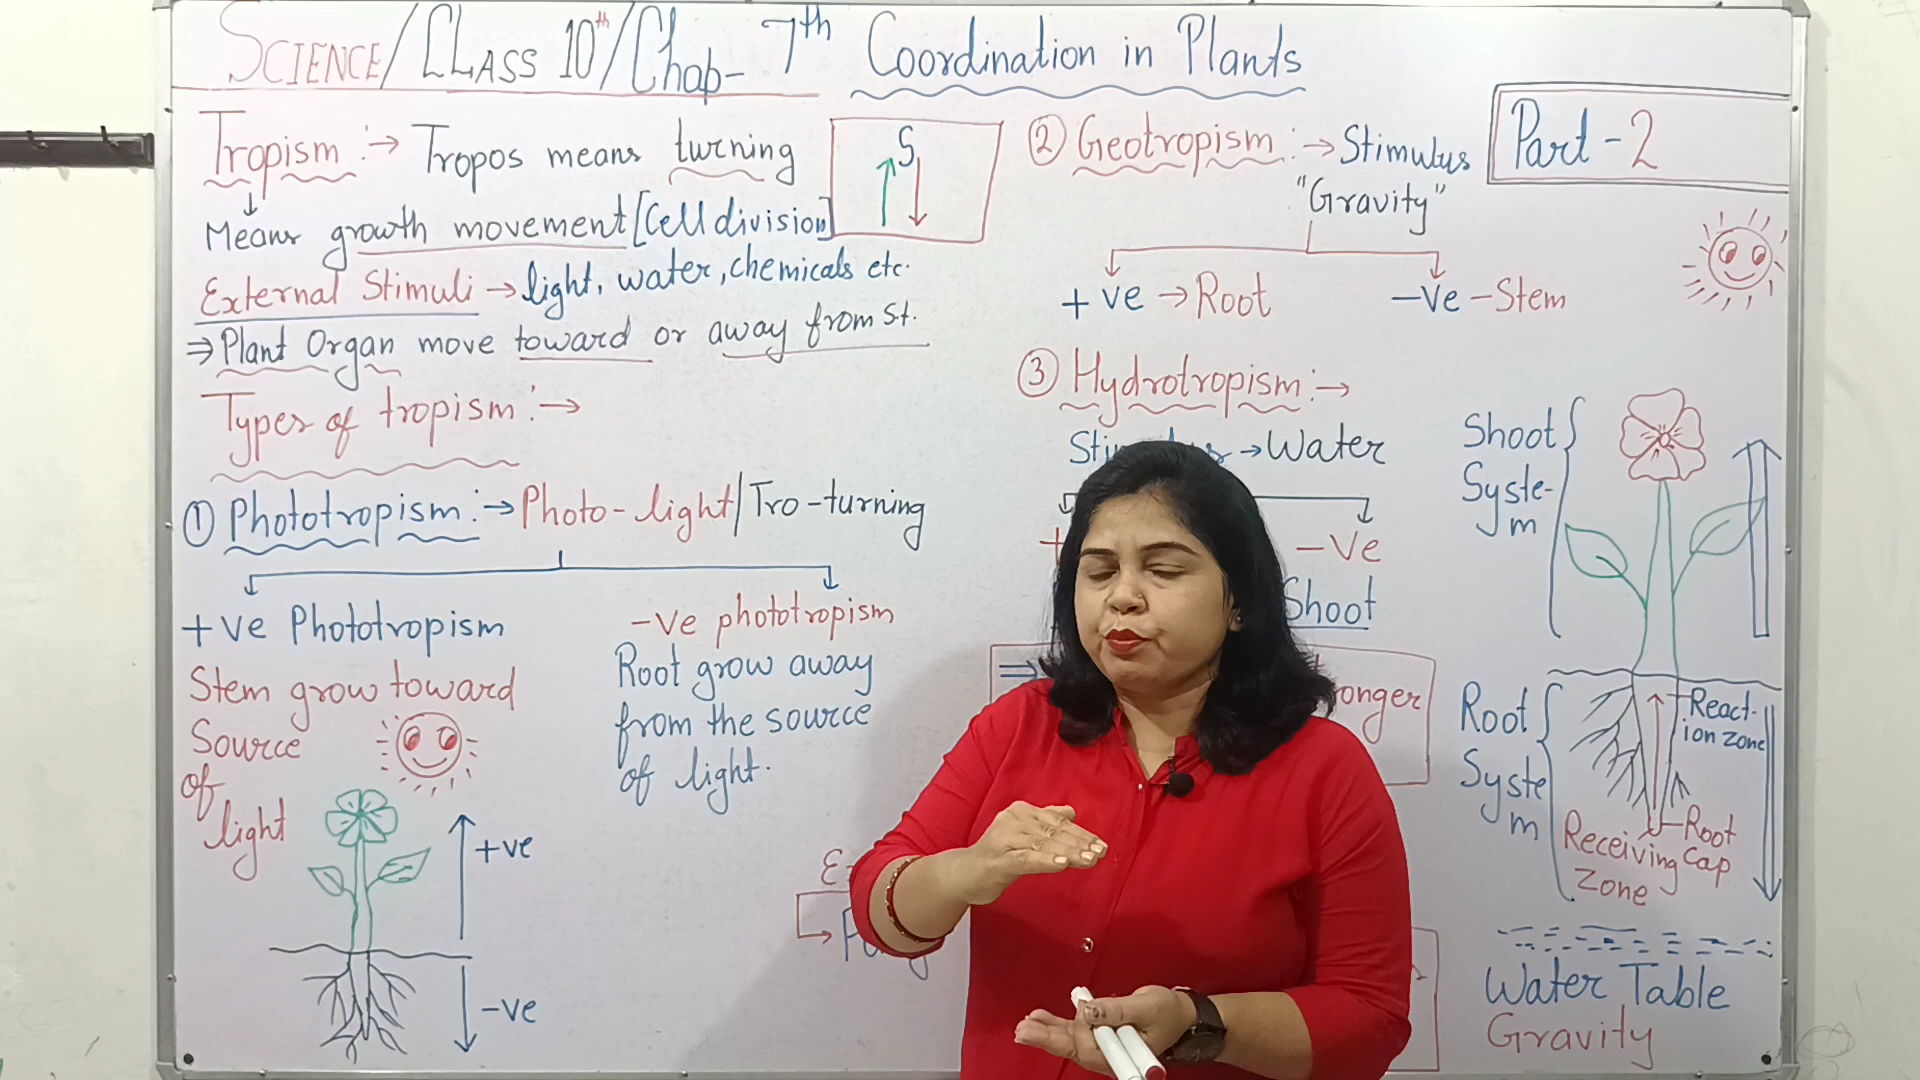 SCIENCE/CLASS 10th/Chap- 7th Coordination in Plants
Part-2
Tropism :→ Tropos means turning
Means growth movement [Cell division]
S
External Stimuli → light, water, chemicals etc.
⇒ Plant Organ move toward or away from St.
Types of tropism :→
① Phototropism :→ Photo-light/Tro-turning
+ve Phototropism
Stem grow toward
Source
of
light
+ve
-ve
-ve phototropism
Root grow away
from the source
of light.
② Geotropism :→ Stimulus
"Gravity"
+ve → Root
-ve - Stem
③ Hydrotropism :→
→ Water
-ve
Shoot
⇒
Shoot
Syste-
m
Root
Syste
m
React-
ion zone
Root
Cap
Receiving
Zone
Water Table
Gravity